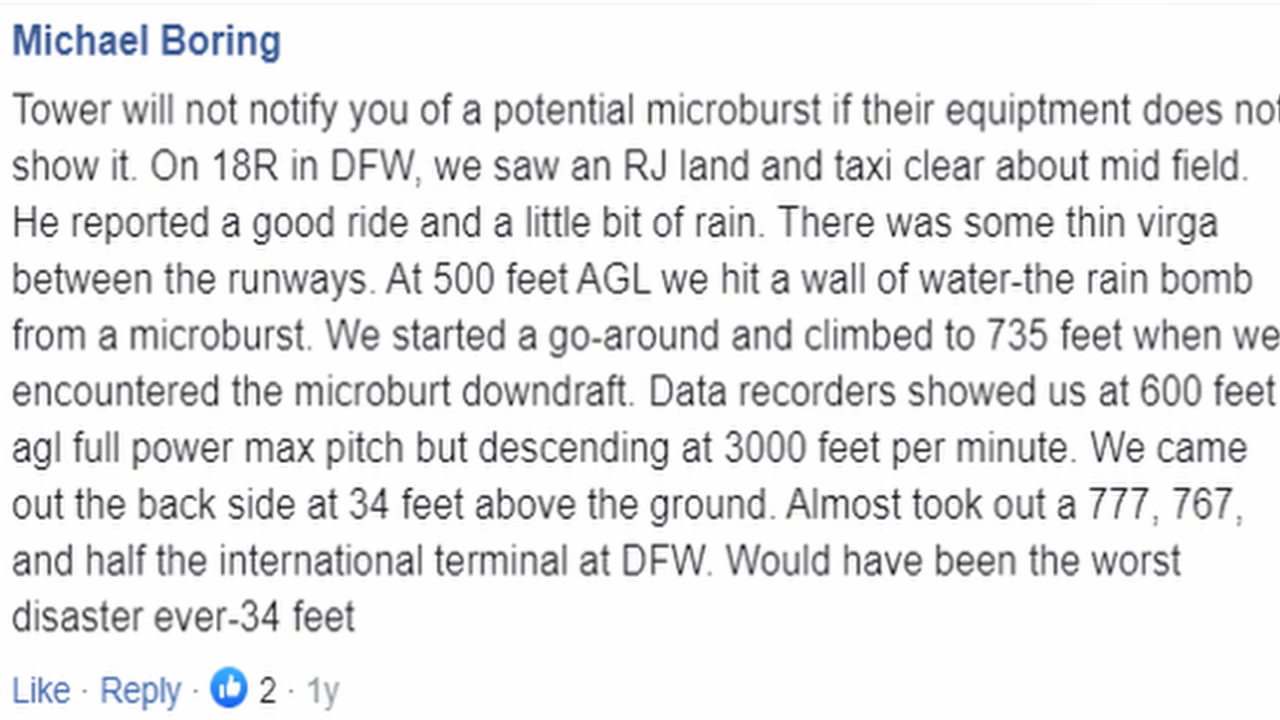 Michael Boring
Tower will not notify you of a potential microburst if their equiptment does not
show it. On 18R in DFW, we saw an RJ land and taxi clear about mid field.
He reported a good ride and a little bit of rain. There was some thin virga
between the runways. At 500 feet AGL we hit a wall of water-the rain bomb
from a microburst. We started a go-around and climbed to 735 feet when we
encountered the microburt downdraft. Data recorders showed us at 600 feet
agl full power max pitch but descending at 3000 feet per minute. We came
out the back side at 34 feet above the ground. Almost took out a 777, 767,
and half the international terminal at DFW. Would have been the worst
disaster ever-34 feet
Like · Reply · 2 · 1y